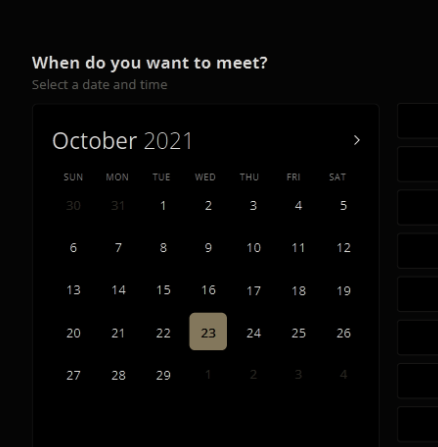 When do you want to meet?
Select a date and time
October 2021
SUN MON TUE WED THU FRI SAT
30 31 1 2 3 4 5
6 7 8 9 10 11 12
13 14 15 16 17 18 19
20 21 22 23 24 25 26
27 28 29 1 2 3 4